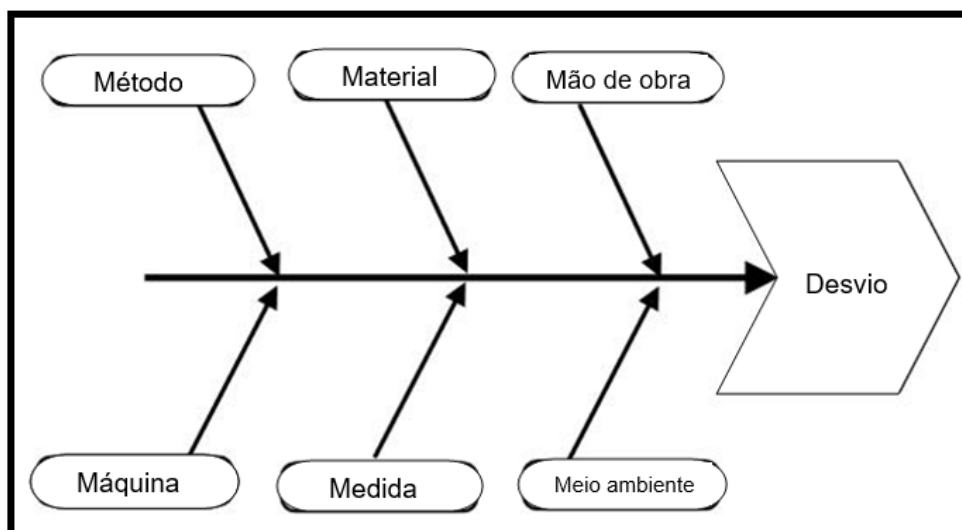 Método
Material
Mão de obra
Desvio
Máquina
Medida
Meio ambiente